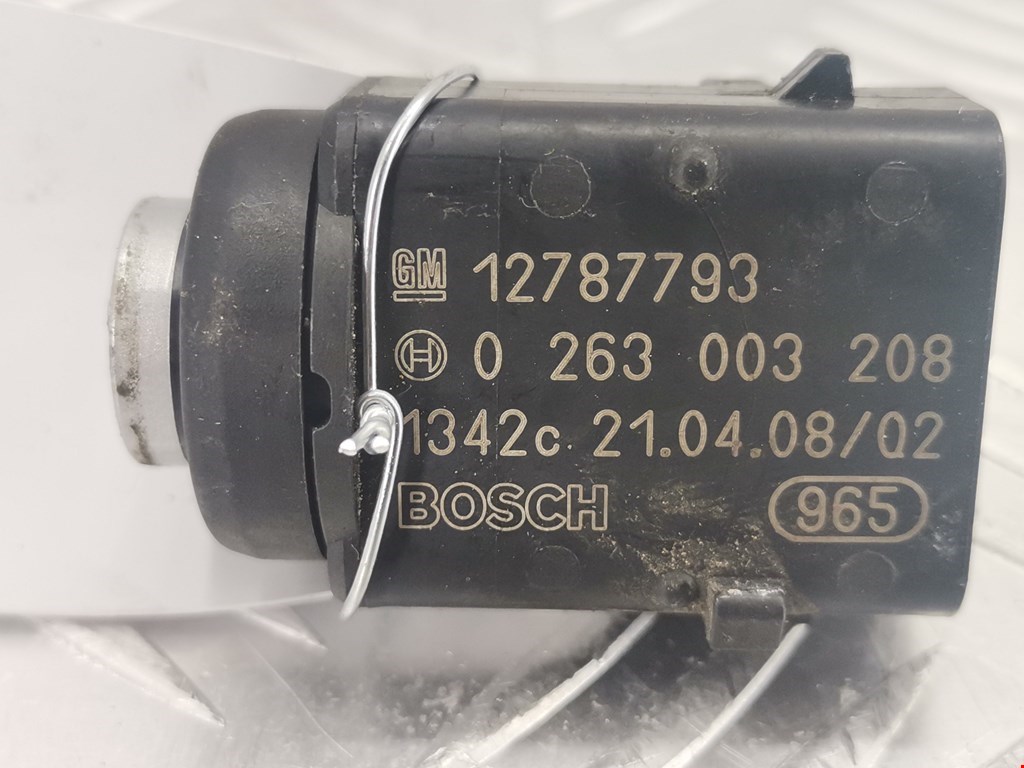 GM 12787793
0 263 003 208
1342c 21.04.08/02
BOSCH 965